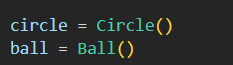 circle = Circle()
ball = Ball()